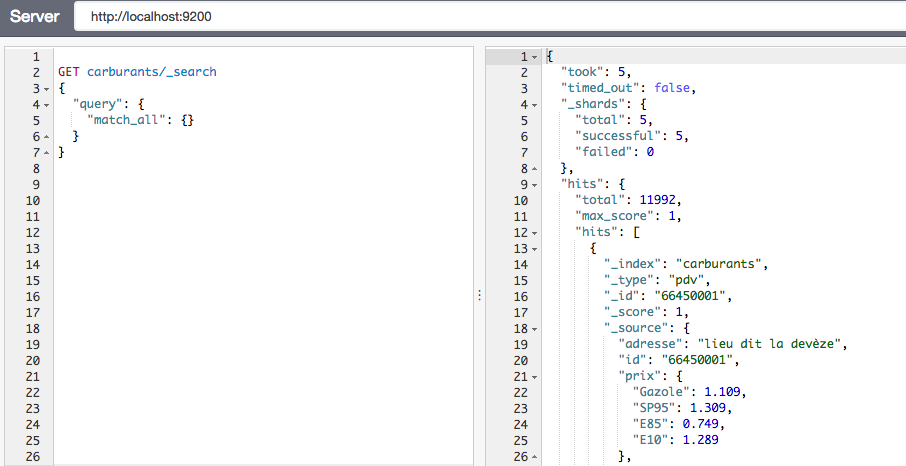 Server http://localhost:9200
1
2 GET carburants/_search
3 {
4 "query": {
5 "match_all": {}
6 }
7 }
8
9
10
11
12
13
14
15
16
17
18
19
20
21
22
23
24
25
26
1 {
2 "took": 5,
3 "timed_out": false,
4 "_shards": {
5 "total": 5,
6 "successful": 5,
7 "failed": 0
8 },
9 "hits": {
10 "total": 11992,
11 "max_score": 1,
12 "hits": [
13 {
14 "_index": "carburants",
15 "_type": "pdv",
16 "_id": "66450001",
17 "_score": 1,
18 "_source": {
19 "adresse": "lieu dit la devèze",
20 "id": "66450001",
21 "prix": {
22 "Gazole": 1.109,
23 "SP95": 1.309,
24 "E85": 0.749,
25 "E10": 1.289
26 },